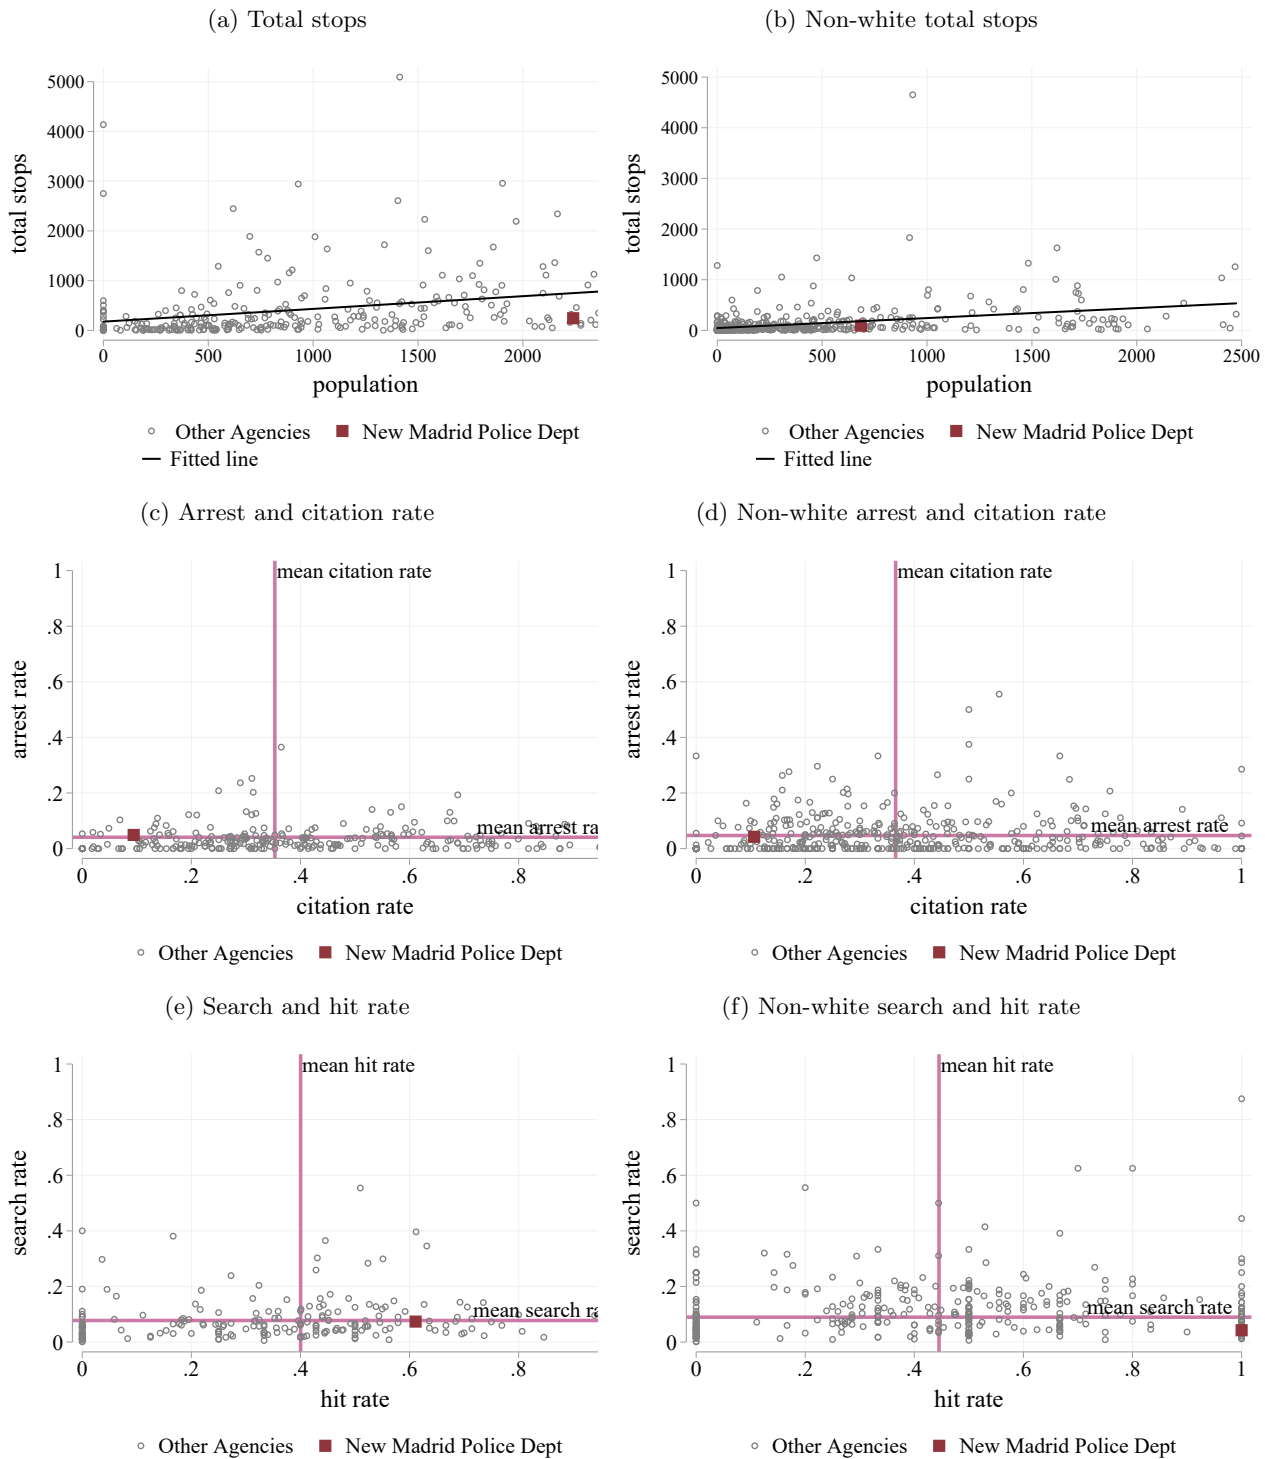 (a) Total stops
(b) Non-white total stops
total stops
5000
4000
3000
2000
1000
0
0 500 1000 1500 2000
population
Other Agencies New Madrid Police Dept
Fitted line
total stops
5000
4000
3000
2000
1000
0
0 500 1000 1500 2000 2500
population
Other Agencies New Madrid Police Dept
Fitted line
(c) Arrest and citation rate
(d) Non-white arrest and citation rate
arrest rate
1
.8
.6
.4
.2
0
mean citation rate
mean arrest ra
0 .2 .4 .6 .8
citation rate
Other Agencies New Madrid Police Dept
arrest rate
1
.8
.6
.4
.2
0
mean citation rate
mean arrest rate
0 .2 .4 .6 .8 1
citation rate
Other Agencies New Madrid Police Dept
(e) Search and hit rate
(f) Non-white search and hit rate
search rate
1
.8
.6
.4
.2
0
mean hit rate
mean search ra
0 .2 .4 .6 .8
hit rate
Other Agencies New Madrid Police Dept
search rate
1
.8
.6
.4
.2
0
mean hit rate
mean search rate
0 .2 .4 .6 .8 1
hit rate
Other Agencies New Madrid Police Dept